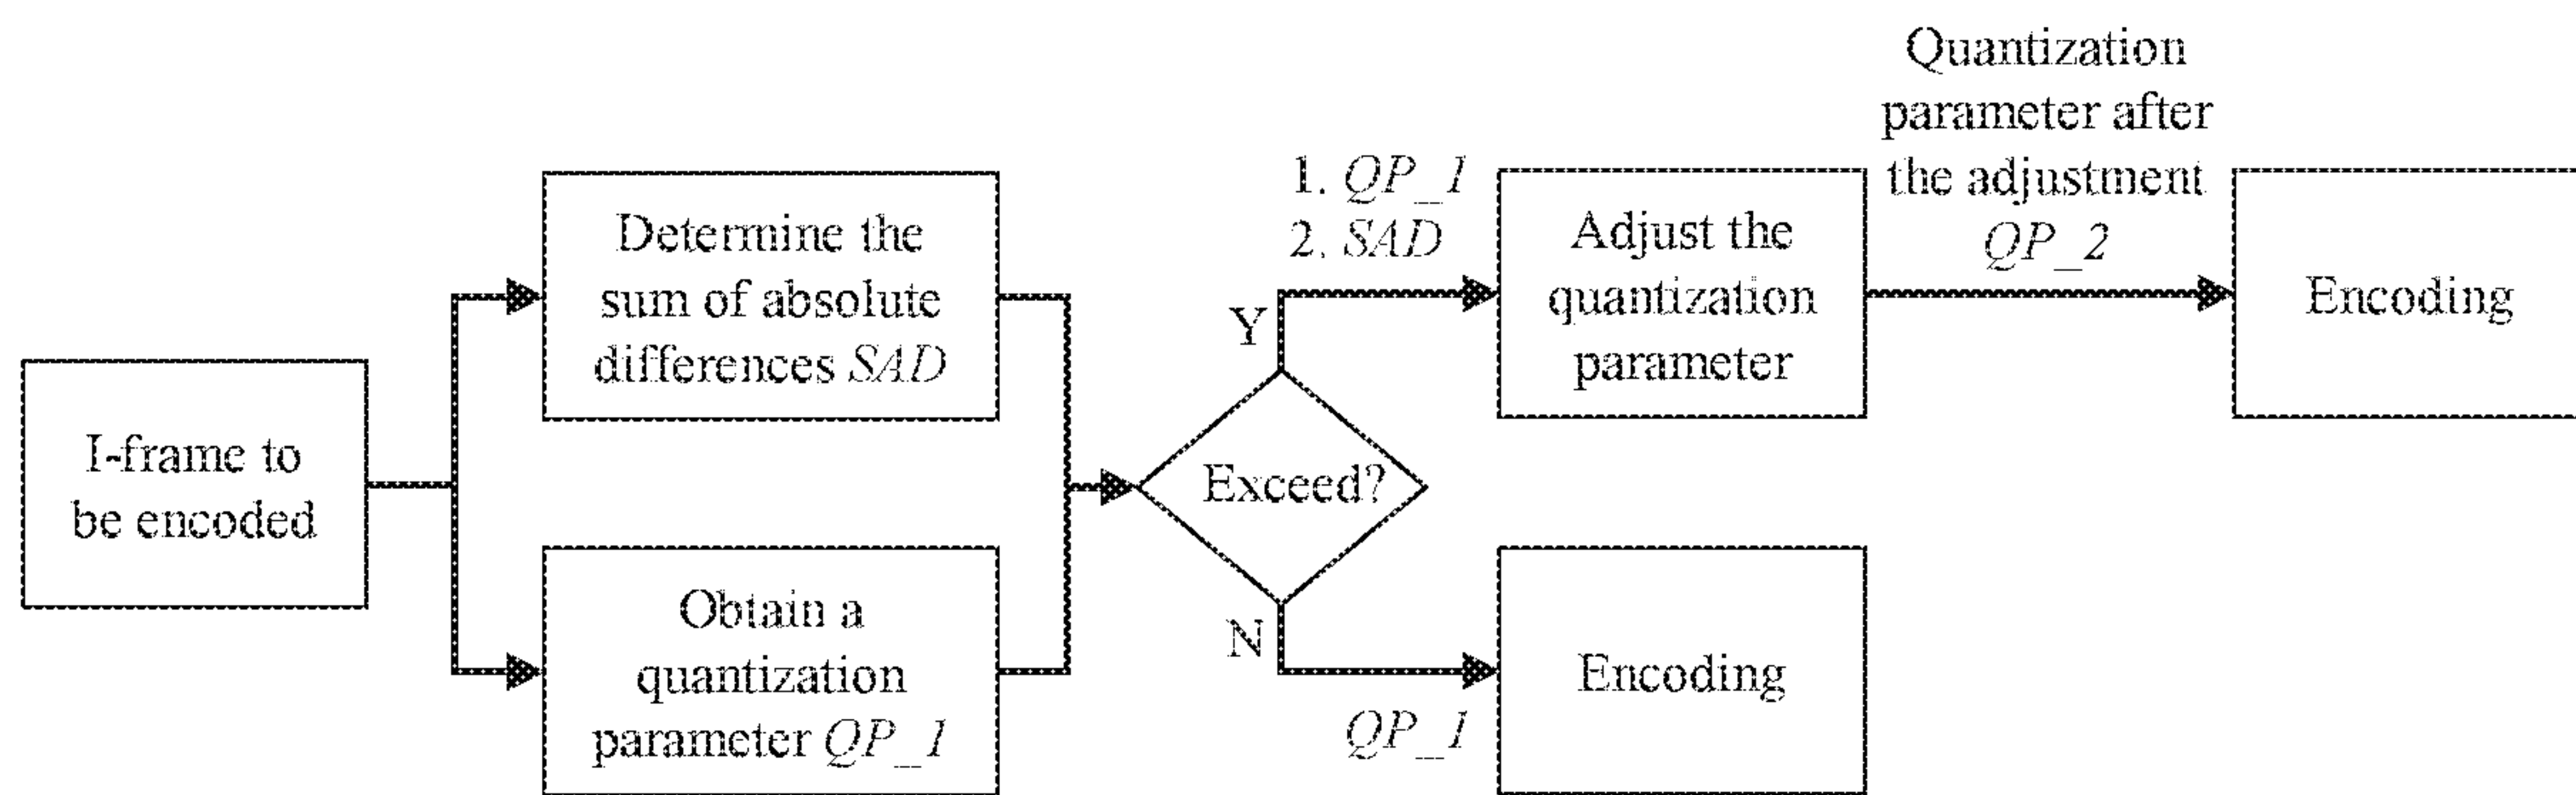 I-frame to
be encoded
Determine the
sum of absolute
differences SAD
Obtain a
quantization
parameter QP_1
Exceed?
Y
1. QP_1
2. SAD
Adjust the
quantization
parameter
Quantization
parameter after
the adjustment
QP_2
Encoding
N
QP_1
Encoding